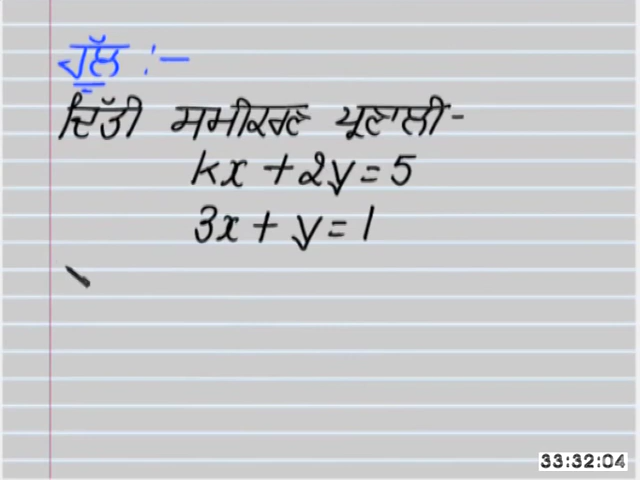 ਹੱਲ :-
ਦਿੱਤੀ ਸਮੀਕਰਣ ਪ੍ਰਣਾਲੀ-
kx + 2y = 5
3x + y = 1
33:32:04